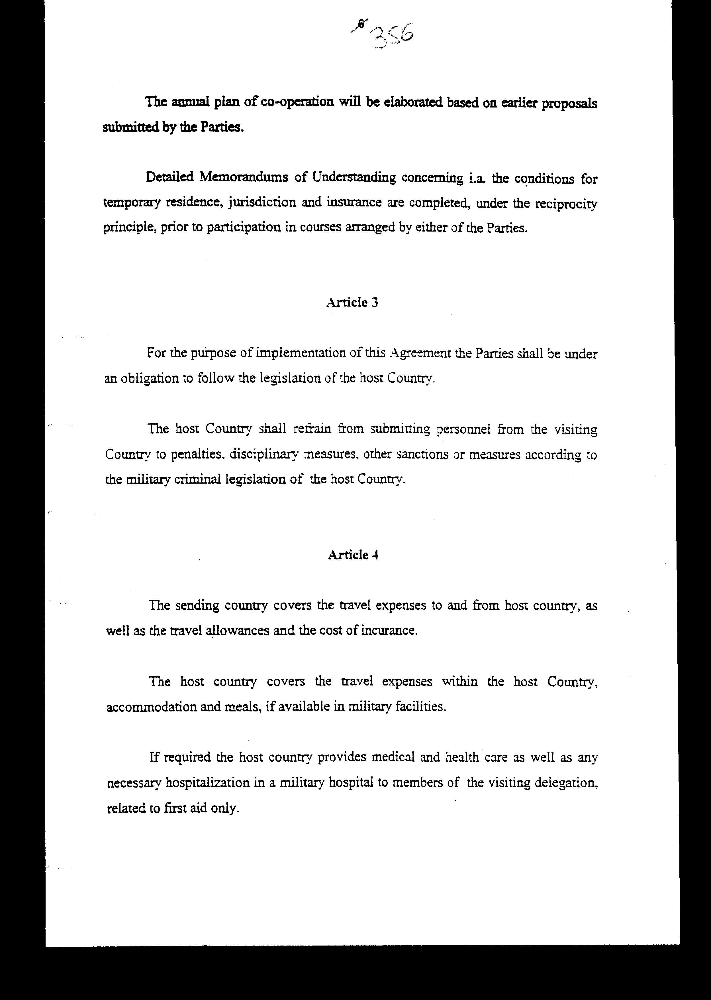 6 356
The annual plan of co-operation will be elaborated based on earlier proposals
submitted by the Parties.
Detailed Memorandums of Understanding concerning i.a. the conditions for
temporary residence, jurisdiction and insurance are completed, under the reciprocity
principle, prior to participation in courses arranged by either of the Parties.
Article 3
For the purpose of implementation of this Agreement the Parties shall be under
an obligation to follow the legislation of the host Country.
The host Country shall refrain from submitting personnel from the visiting
Country to penalties, disciplinary measures, other sanctions or measures according to
the military criminal legislation of the host Country.
Article 4
The sending country covers the travel expenses to and from host country, as
well as the travel allowances and the cost of incurance.
The host country covers the travel expenses within the host Country,
accommodation and meals, if available in military facilities.
If required the host country provides medical and health care as well as any
necessary hospitalization in a military hospital to members of the visiting delegation,
related to first aid only.